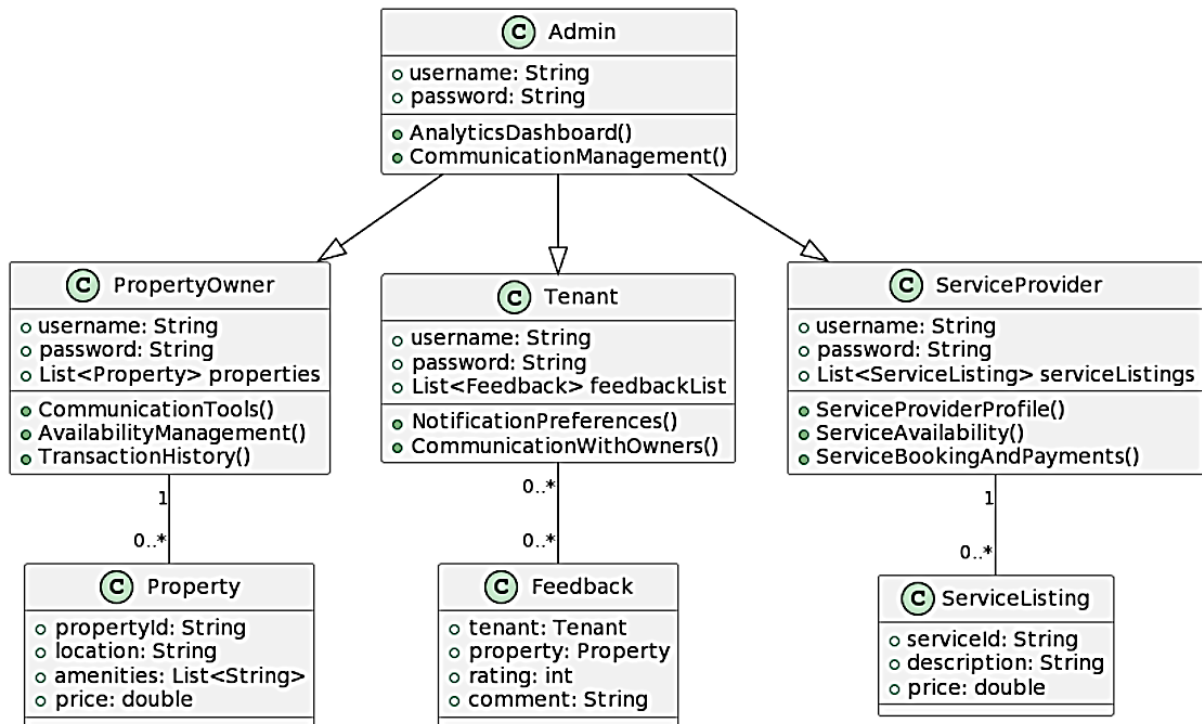 C Admin
username: String
password: String
AnalyticsDashboard()
CommunicationManagement()
C PropertyOwner
username: String
password: String
List<Property> properties
CommunicationTools()
AvailabilityManagement()
TransactionHistory()
C Tenant
username: String
password: String
List<Feedback> feedbackList
NotificationPreferences()
CommunicationWithOwners()
C ServiceProvider
username: String
password: String
List<ServiceListing> serviceListings
ServiceProviderProfile()
ServiceAvailability()
ServiceBookingAndPayments()
1
0..*
0..*
0..*
1
0..*
C Property
propertyId: String
location: String
amenities: List<String>
price: double
C Feedback
tenant: Tenant
property: Property
rating: int
comment: String
C ServiceListing
serviceId: String
description: String
price: double